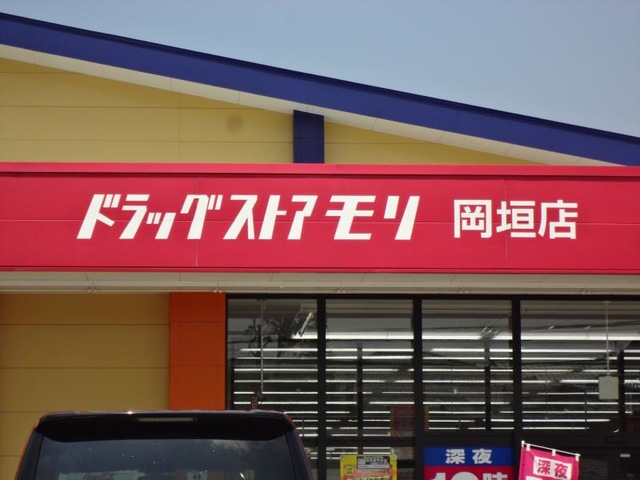 ドラッグストアモリ 岡垣店
深夜
深夜